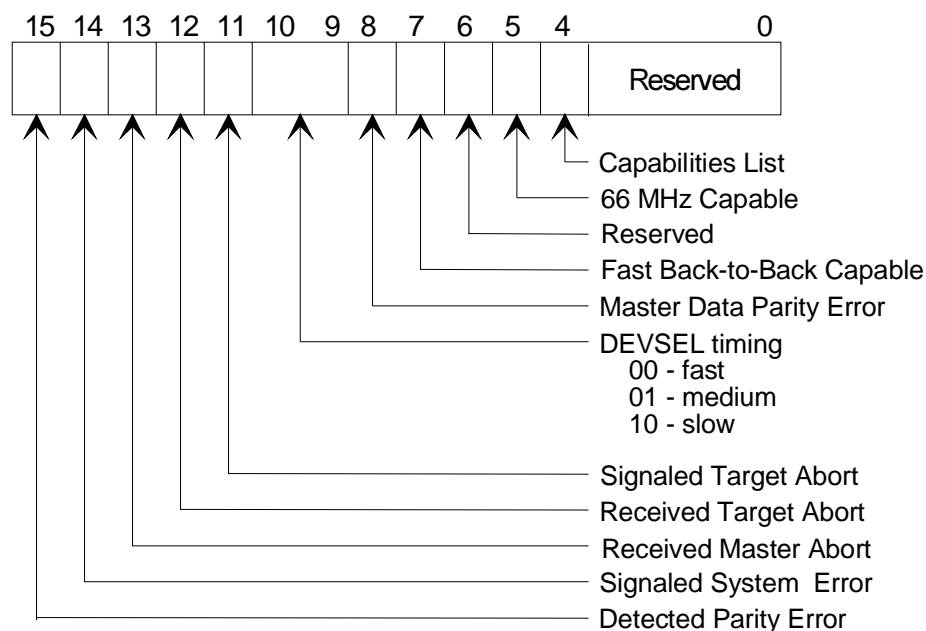 15 14 13 12 11 10 9 8 7 6 5 4 0
Reserved
Capabilities List
66 MHz Capable
Reserved
Fast Back-to-Back Capable
Master Data Parity Error
DEVSEL timing
00 - fast
01 - medium
10 - slow
Signaled Target Abort
Received Target Abort
Received Master Abort
Signaled System Error
Detected Parity Error